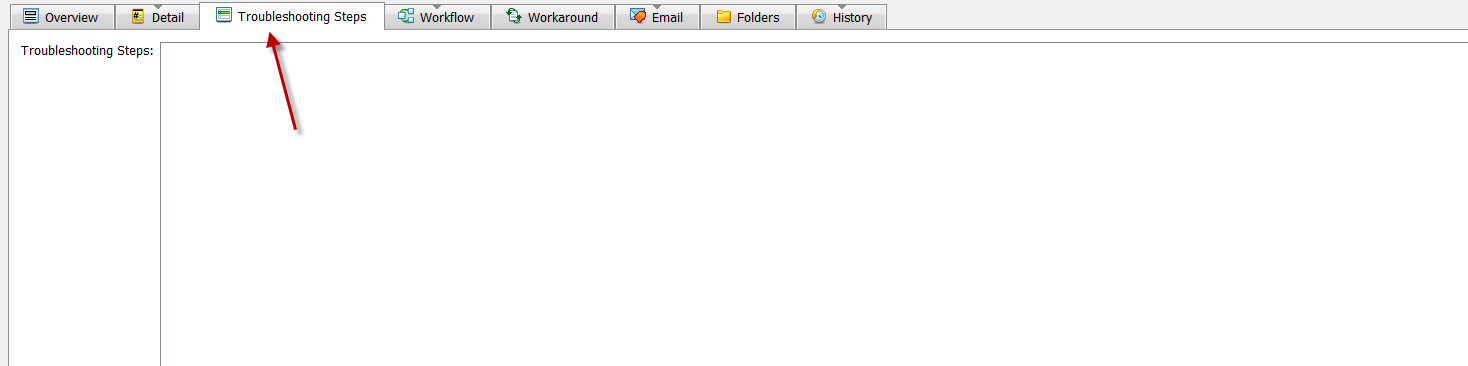 Overview Detail Troubleshooting Steps Workflow Workaround Email Folders History
Troubleshooting Steps: